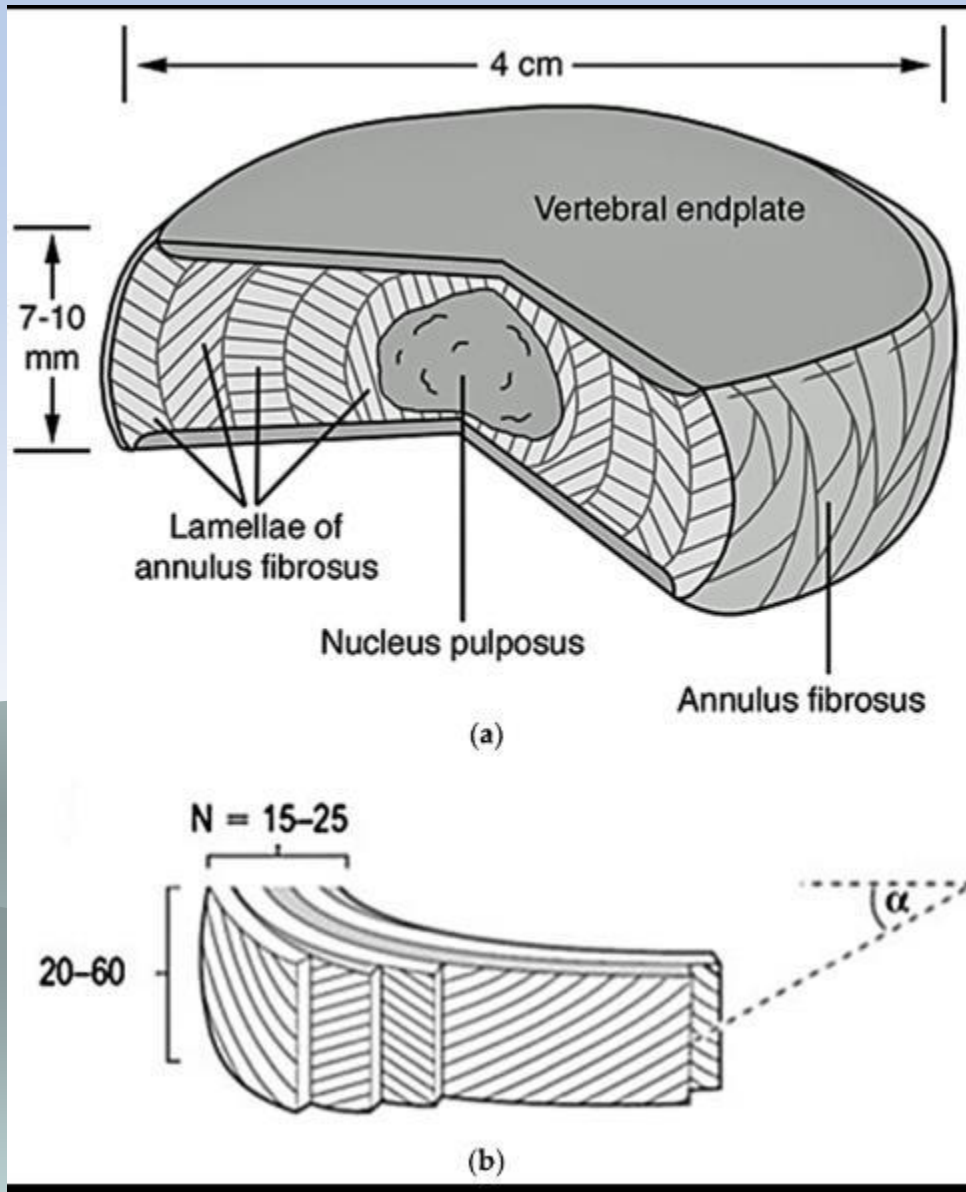 4 cm
Vertebral endplate
7-10
mm
Lamellae of
annulus fibrosus
Nucleus pulposus
Annulus fibrosus
(a)
N = 15–25
α
20–60
(b)